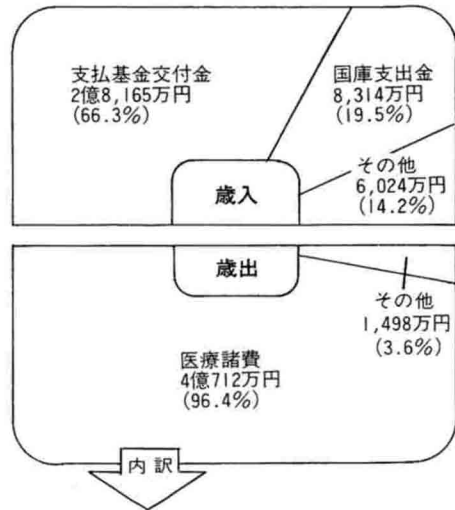 支払基金交付金
2億8,165万円
(66.3%)
国庫支出金
8,314万円
(19.5%)
その他
6,024万円
(14.2%)
歳入
歳出
その他
1,498万円
(3.6%)
医療諸費
4億712万円
(96.4%)
内訳